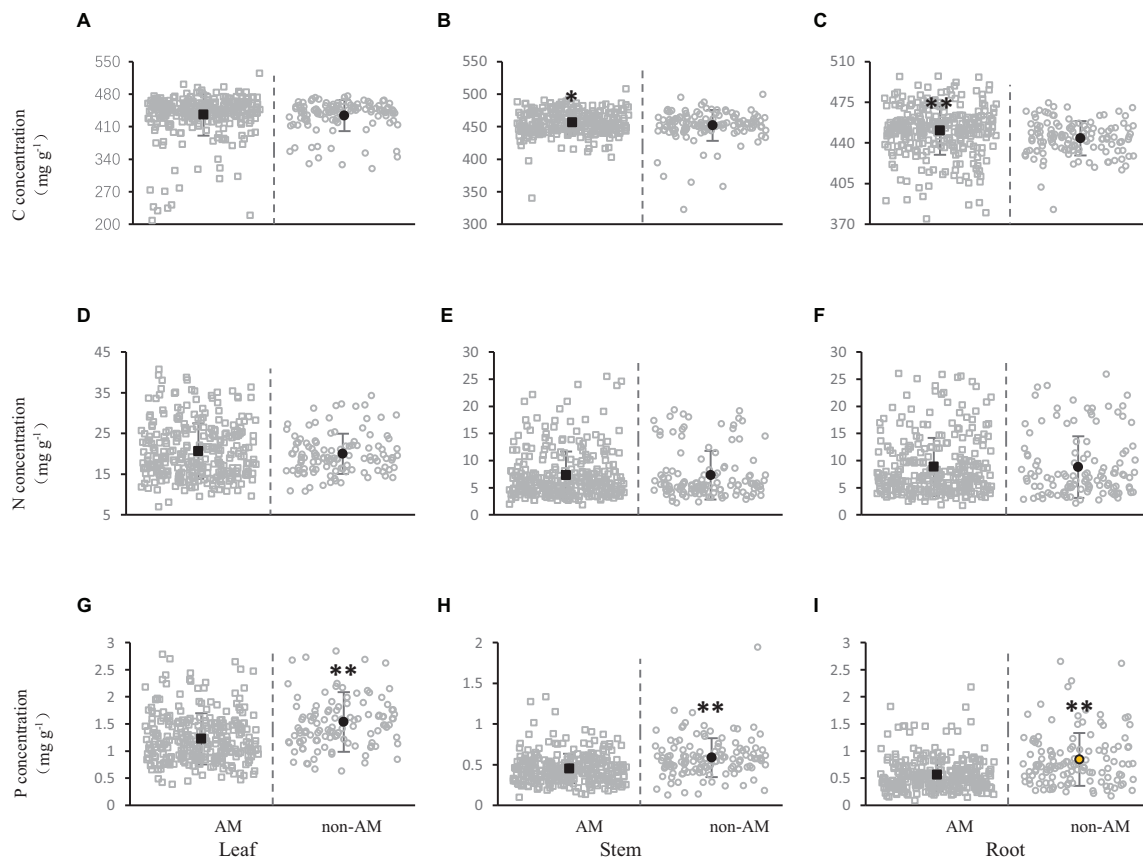 A B C
550 550 510
480 500 475
410 450
340 400 440
270 350 405
200 300 370
C concentration
(mg g-1)
* **
D E F
45 30 30
35 25 25
20 20
25 15 15
15 10 10
5 5
5 0 0
N concentration
(mg g-1)
G H I
3 2 3
2.5 2.5
2 1.5 2
1.5 1 1.5
1 1
0.5 0.5 0.5
0 0 0
P concentration
(mg g-1)
** ** **
AM non-AM AM non-AM AM non-AM
Leaf Stem Root